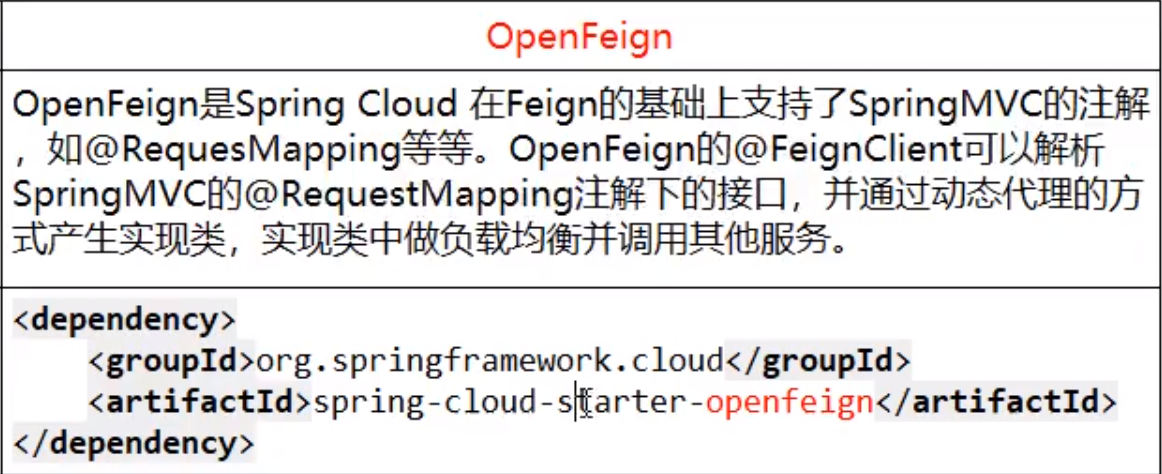 OpenFeign
OpenFeign是Spring Cloud 在Feign的基础上支持了SpringMVC的注解
，如@RequesMapping等等。OpenFeign的@FeignClient可以解析
SpringMVC的@RequestMapping注解下的接口，并通过动态代理的方
式产生实现类，实现类中做负载均衡并调用其他服务。
<dependency>
    <groupId>org.springframework.cloud</groupId>
    <artifactId>spring-cloud-starter-openfeign</artifactId>
</dependency>